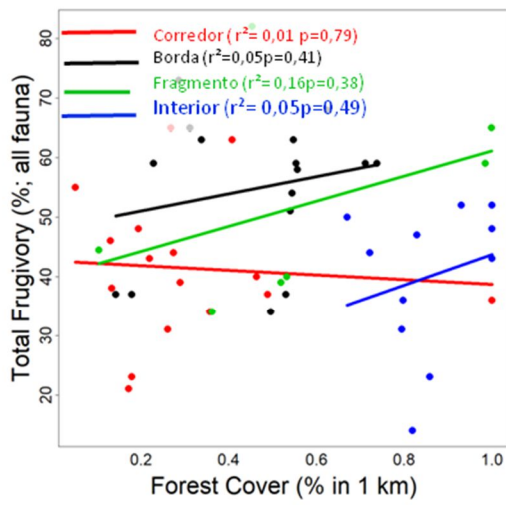 Corredor ( r²= 0,01 p=0,79)
Borda (r²=0,05p=0,41)
Fragmento (r²= 0,16p=0,38)
Interior (r²= 0,05p=0,49)
Total Frugivory (%; all fauna)
80
70
60
50
40
30
20
0.2 0.4 0.6 0.8 1.0
Forest Cover (% in 1 km)